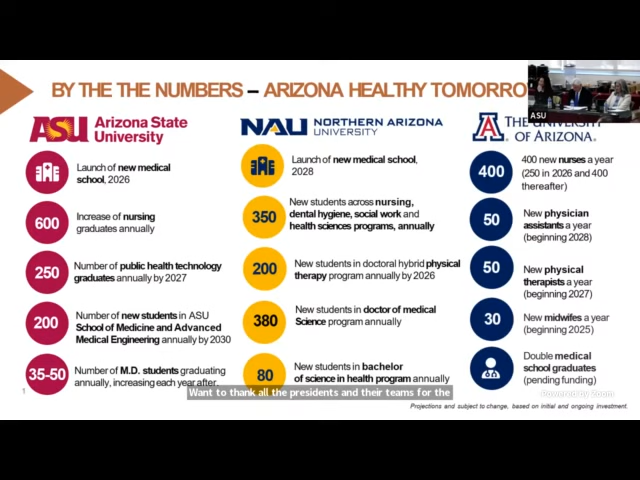 BY THE THE NUMBERS – ARIZONA HEALTHY TOMORRO
ASU
ASU Arizona State
University
Launch of new medical
school, 2026
600
Increase of nursing
graduates annually
250
Number of public health technology
graduates annually by 2027
200
Number of new students in ASU
School of Medicine and Advanced
Medical Engineering annually by 2030
35-50
Number of M.D. students graduating
annually, increasing each year after.
NAU NORTHERN ARIZONA
UNIVERSITY
Launch of new medical school,
2028
350
New students across nursing,
dental hygiene, social work and
health sciences programs, annually
200
New students in doctoral hybrid physical
therapy program annually by 2026
380
New students in doctor of medical
Science program annually
80
New students in bachelor
of science in health program annually
A THE UNIVERSITY
OF ARIZONA.
400
400 new nurses a year
(250 in 2026 and 400
thereafter)
50
New physician
assistants a year
(beginning 2028)
50
New physical
therapists a year
(beginning 2027)
30
New midwifes a year
(beginning 2025)
Double medical
school graduates
(pending funding)
1
Want to thank all the presidents and their teams for the
Powered by Zoom
Projections and subject to change, based on initial and ongoing investment.